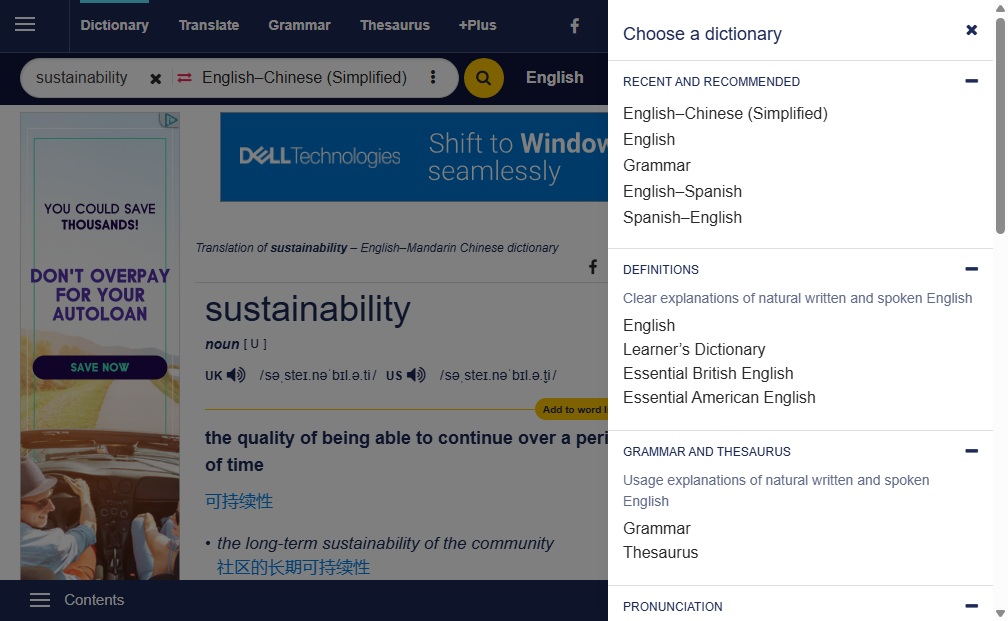 Dictionary Translate Grammar Thesaurus +Plus
sustainability English–Chinese (Simplified) English
YOU COULD SAVE
THOUSANDS!
DON'T OVERPAY
FOR YOUR
AUTOLOAN
SAVE NOW
DELLTechnologies
Shift to Window
seamlessly
Translation of sustainability – English–Mandarin Chinese dictionary
sustainability
noun [ U ]
UK /səˌsteɪ.nəˈbɪl.ə.ti/ US /səˌsteɪ.nəˈbɪl.ə.t̬i/
Add to word li
the quality of being able to continue over a peri
of time
可持续性
• the long-term sustainability of the community
社区的长期可持续性
Contents
Choose a dictionary
RECENT AND RECOMMENDED
English–Chinese (Simplified)
English
Grammar
English–Spanish
Spanish–English
DEFINITIONS
Clear explanations of natural written and spoken English
English
Learner’s Dictionary
Essential British English
Essential American English
GRAMMAR AND THESAURUS
Usage explanations of natural written and spoken
English
Grammar
Thesaurus
PRONUNCIATION